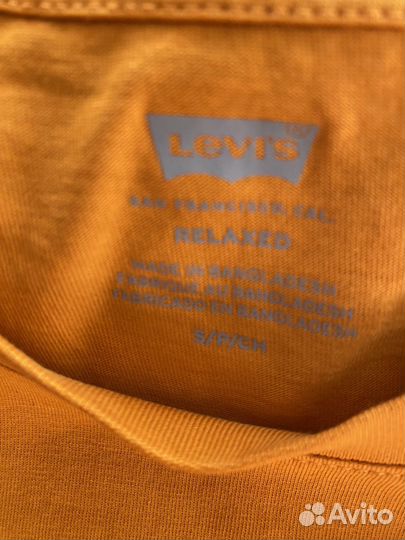 Levi's
SAN FRANCISCO, CAL.
RELAXED
MADE IN BANGLADESH
FABRIQUÉ AU BANGLADESH
FABRICADO EN BANGLADESH
S/P/CH
Avito